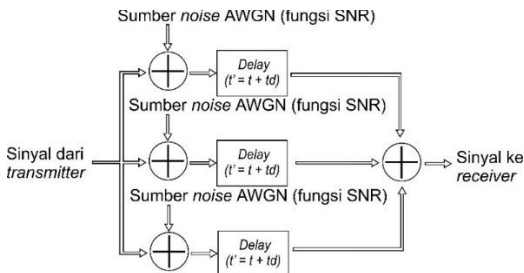 Sumber noise AWGN (fungsi SNR)
Delay
(t' = t + td)
Sumber noise AWGN (fungsi SNR)
Sinyal dari
transmitter
Delay
(t' = t + td)
Sinyal ke
receiver
Sumber noise AWGN (fungsi SNR)
Delay
(t' = t + td)